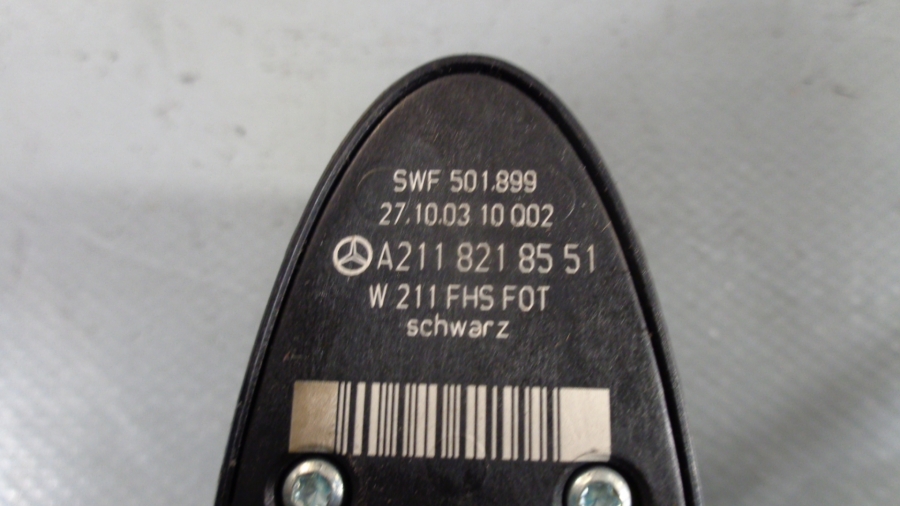 SWF 501.899
27.10.03 10 002
A211 821 85 51
W 211 FHS FOT
schwarz